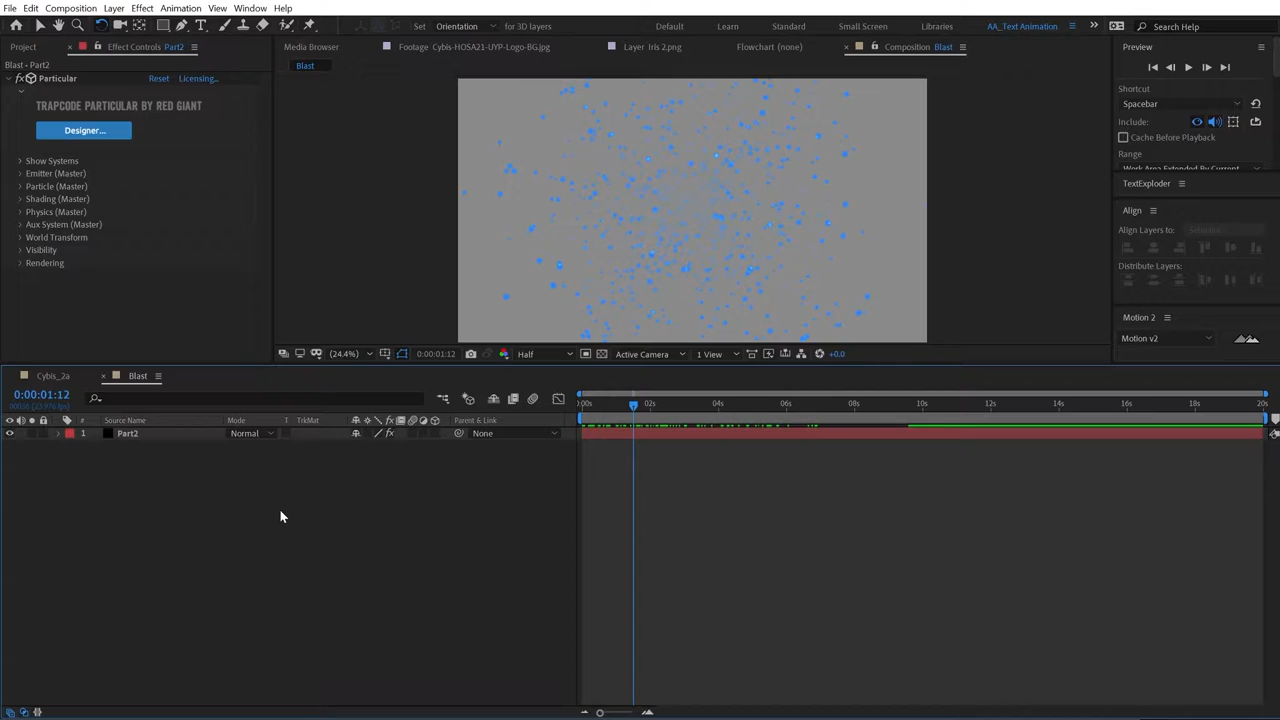 File Edit Composition Layer Effect Animation View Window Help
Set Orientation for 3D layers Default Learn Standard Small Screen Libraries AA_Text Animation Search Help
Project Effect Controls Part2 Media Browser Footage Cybis-HOSA21-UYP-Logo-BG.jpg Layer Iris 2.png Flowchart (none) Composition Blast Preview
Blast • Part2 Blast
fx Particular Reset Licensing...
TRAPCODE PARTICULAR BY RED GIANT
Designer...
Show Systems
Emitter (Master)
Particle (Master)
Shading (Master)
Physics (Master)
Aux System (Master)
World Transform
Visibility
Rendering
Shortcut
Spacebar
Include:
Cache Before Playback
Range
Work Area Extended By Current
TextExploder
Align
Align Layers to:
Distribute Layers:
Motion 2
Motion v2
(24.4%) 0:00:01:12 Half Active Camera 1 View +0.0
Cybis_2a Blast
0:00:01:12
Source Name Mode T TrkMat Parent & Link
1 Part2 Normal fx None
:00s 02s 04s 06s 08s 10s 12s 14s 16s 18s 20s